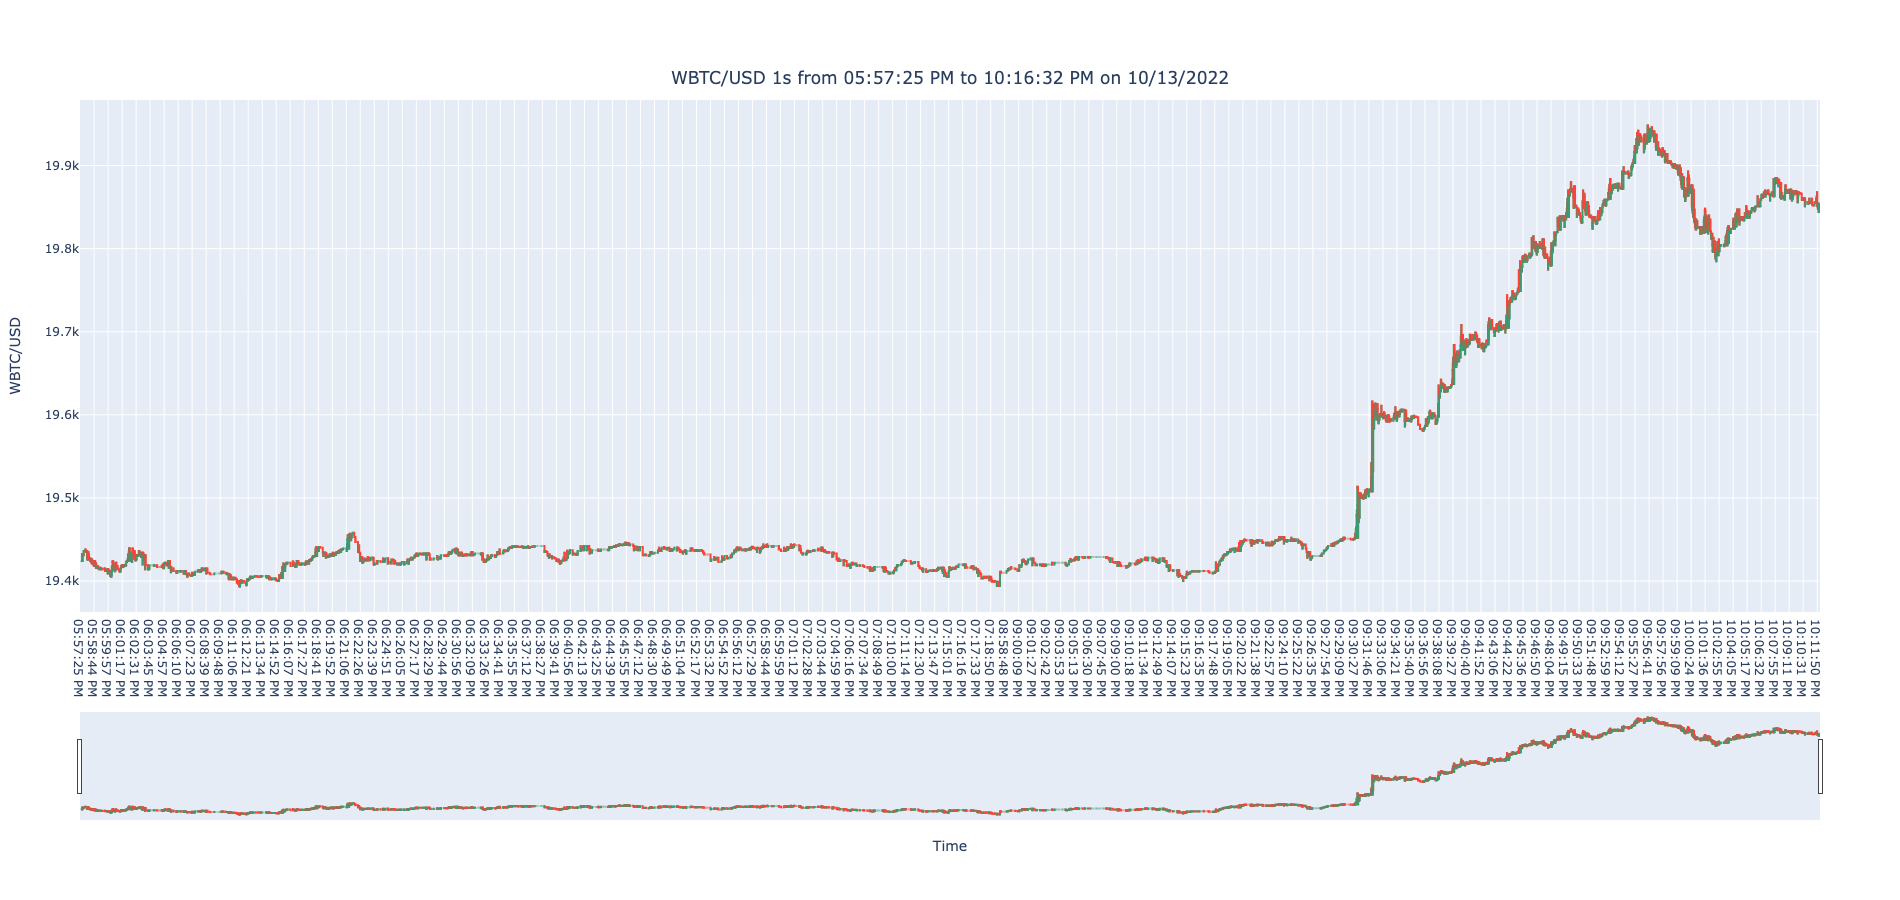 WBTC/USD 1s from 05:57:25 PM to 10:16:32 PM on 10/13/2022
WBTC/USD
19.9k
19.8k
19.7k
19.6k
19.5k
19.4k
05:57:25 PM
05:58:44 PM
05:59:57 PM
06:01:17 PM
06:02:31 PM
06:03:45 PM
06:04:57 PM
06:06:10 PM
06:07:23 PM
06:08:39 PM
06:09:48 PM
06:11:06 PM
06:12:21 PM
06:13:34 PM
06:14:52 PM
06:16:07 PM
06:17:27 PM
06:18:41 PM
06:19:52 PM
06:21:06 PM
06:22:26 PM
06:23:39 PM
06:24:51 PM
06:26:05 PM
06:27:17 PM
06:28:29 PM
06:29:44 PM
06:30:56 PM
06:32:09 PM
06:33:26 PM
06:34:41 PM
06:35:55 PM
06:37:12 PM
06:38:27 PM
06:39:41 PM
06:40:56 PM
06:42:13 PM
06:43:25 PM
06:44:39 PM
06:45:55 PM
06:47:12 PM
06:48:30 PM
06:49:49 PM
06:51:04 PM
06:52:17 PM
06:53:32 PM
06:54:52 PM
06:56:12 PM
06:57:29 PM
06:58:44 PM
06:59:59 PM
07:01:12 PM
07:02:28 PM
07:03:44 PM
07:04:59 PM
07:06:14 PM
07:07:34 PM
07:08:49 PM
07:10:00 PM
07:11:14 PM
07:12:30 PM
07:13:47 PM
07:15:01 PM
07:16:16 PM
07:17:33 PM
07:18:50 PM
08:58:48 PM
09:00:09 PM
09:01:27 PM
09:02:42 PM
09:03:53 PM
09:05:13 PM
09:06:30 PM
09:07:45 PM
09:09:00 PM
09:10:18 PM
09:11:34 PM
09:12:49 PM
09:14:07 PM
09:15:23 PM
09:16:35 PM
09:17:48 PM
09:19:05 PM
09:20:22 PM
09:21:38 PM
09:22:57 PM
09:24:10 PM
09:25:22 PM
09:26:35 PM
09:27:54 PM
09:29:09 PM
09:30:27 PM
09:31:46 PM
09:33:06 PM
09:34:21 PM
09:35:40 PM
09:36:56 PM
09:38:08 PM
09:39:27 PM
09:40:40 PM
09:41:52 PM
09:43:06 PM
09:44:22 PM
09:45:36 PM
09:46:50 PM
09:48:04 PM
09:49:15 PM
09:50:33 PM
09:51:48 PM
09:52:59 PM
09:54:12 PM
09:55:27 PM
09:56:41 PM
09:57:56 PM
09:59:09 PM
10:00:24 PM
10:01:36 PM
10:02:55 PM
10:04:05 PM
10:05:17 PM
10:06:32 PM
10:07:55 PM
10:09:11 PM
10:10:31 PM
10:11:50 PM
Time